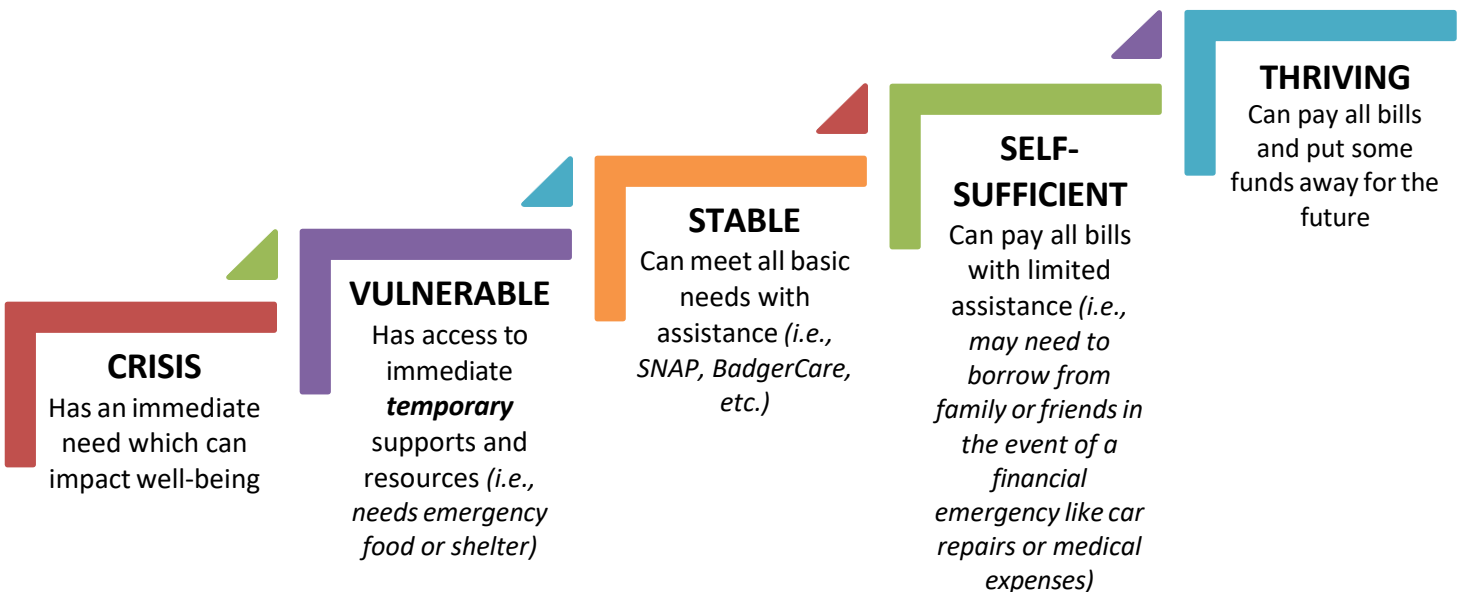 CRISIS
Has an immediate
need which can
impact well-being
VULNERABLE
Has access to
immediate
temporary
supports and
resources (i.e.,
needs emergency
food or shelter)
STABLE
Can meet all basic
needs with
assistance (i.e.,
SNAP, BadgerCare,
etc.)
SELF-
SUFFICIENT
Can pay all bills
with limited
assistance (i.e.,
may need to
borrow from
family or friends in
the event of a
financial
emergency like car
repairs or medical
expenses)
THRIVING
Can pay all bills
and put some
funds away for the
future